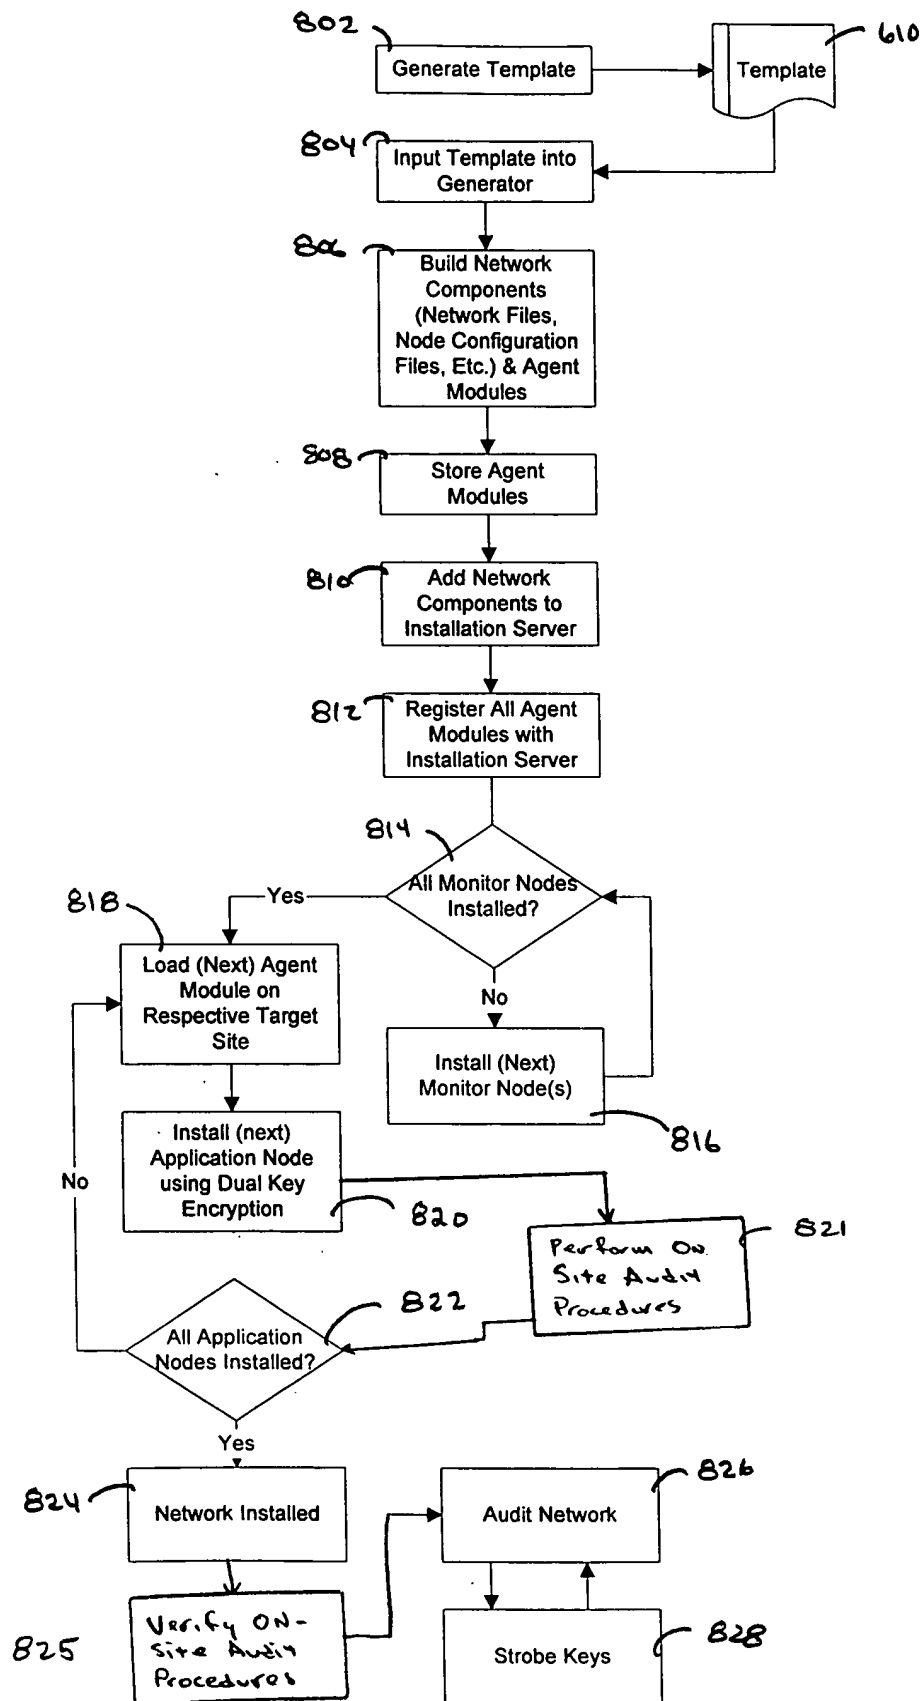 802
610
Generate Template
Template
804
Input Template into
Generator
806
Build Network
Components
(Network Files,
Node Configuration
Files, Etc.) & Agent
Modules
808
Store Agent
Modules
810
Add Network
Components to
Installation Server
812
Register All Agent
Modules with
Installation Server
814
All Monitor Nodes
Installed?
Yes
818
Load (Next) Agent
Module on
Respective Target
Site
No
Install (Next)
Monitor Node(s)
816
Install (next)
Application Node
using Dual Key
Encryption
No
820
821
Perform On
Site Audit
Procedures
822
All Application
Nodes Installed?
Yes
824
Network Installed
826
Audit Network
825
Verify ON-
Site Audit
Procedures
828
Strobe Keys